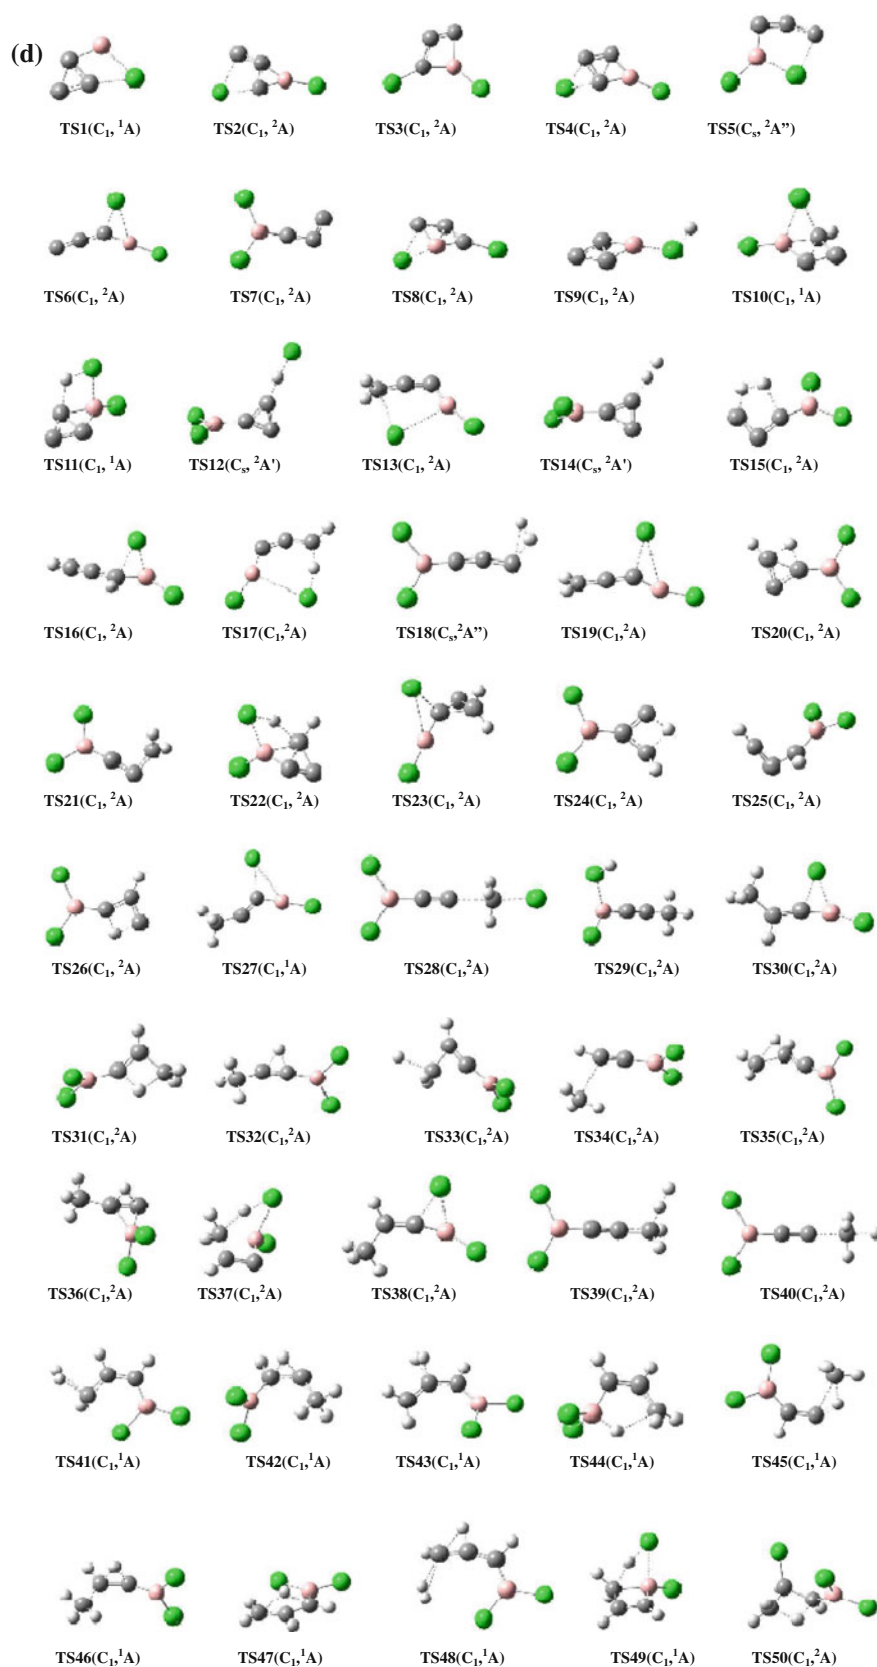 (d)
TS1(C₁, ¹A) TS2(C₁, ²A) TS3(C₁, ²A) TS4(C₁, ²A) TS5(Cₛ, ²A”)
TS6(C₁, ²A) TS7(C₁, ²A) TS8(C₁, ²A) TS9(C₁, ²A) TS10(C₁, ¹A)
TS11(C₁, ¹A) TS12(Cₛ, ²A') TS13(C₁, ²A) TS14(Cₛ, ²A') TS15(C₁, ²A)
TS16(C₁, ²A) TS17(C₁,²A) TS18(Cₛ,²A”) TS19(C₁,²A) TS20(C₁, ²A)
TS21(C₁, ²A) TS22(C₁, ²A) TS23(C₁, ²A) TS24(C₁, ²A) TS25(C₁, ²A)
TS26(C₁, ²A) TS27(C₁,¹A) TS28(C₁,²A) TS29(C₁,²A) TS30(C₁,²A)
TS31(C₁,²A) TS32(C₁,²A) TS33(C₁,²A) TS34(C₁,²A) TS35(C₁,²A)
TS36(C₁,²A) TS37(C₁,²A) TS38(C₁,²A) TS39(C₁,²A) TS40(C₁,²A)
TS41(C₁,¹A) TS42(C₁,¹A) TS43(C₁,¹A) TS44(C₁,¹A) TS45(C₁,¹A)
TS46(C₁,¹A) TS47(C₁,¹A) TS48(C₁,¹A) TS49(C₁,¹A) TS50(C₁,²A)